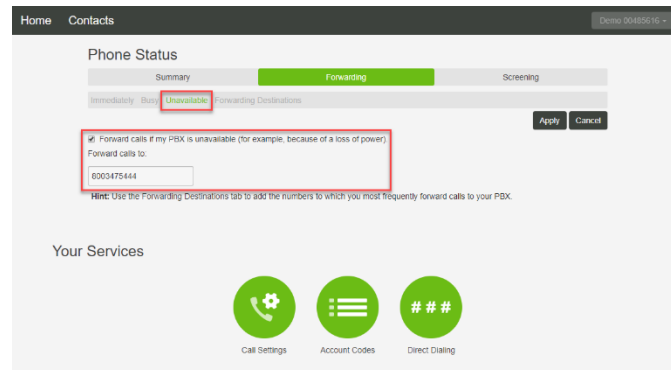 Home Contacts Demo 00485616
Phone Status
Summary Forwarding Screening
Immediately Busy Unavailable Forwarding Destinations
Apply Cancel
Forward calls if my PBX is unavailable (for example, because of a loss of power)
Forward calls to:
8003475444
Hint: Use the Forwarding Destinations tab to add the numbers to which you most frequently forward calls to your PBX.
Your Services
###
Call Settings Account Codes Direct Dialing